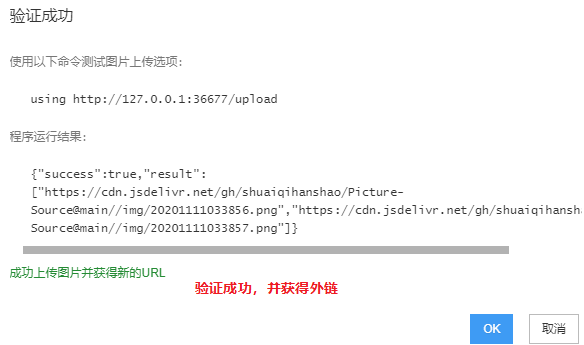 验证成功
使用以下命令测试图片上传选项:
using http://127.0.0.1:36677/upload
程序运行结果:
{"success":true,"result":
["https://cdn.jsdelivr.net/gh/shuaiqihanshao/Picture-
Source@main//img/20201111033856.png","https://cdn.jsdelivr.net/gh/shuaiqihansha
Source@main//img/20201111033857.png"]}
成功上传图片并获得新的URL
验证成功，并获得外链
OK 取消